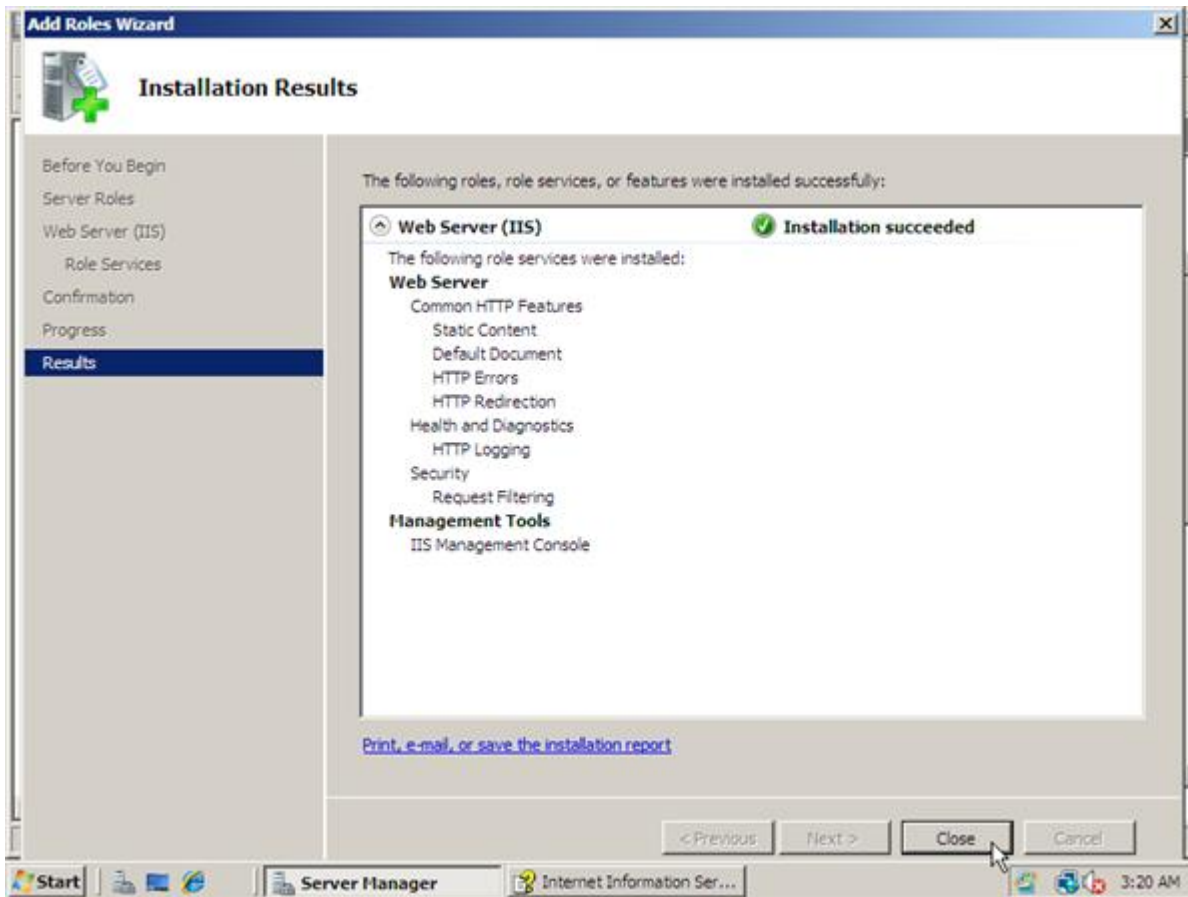 Add Roles Wizard
Installation Results
Before You Begin
Server Roles
Web Server (IIS)
Role Services
Confirmation
Progress
Results
The following roles, role services, or features were installed successfully:
Web Server (IIS) Installation succeeded
The following role services were installed:
Web Server
Common HTTP Features
Static Content
Default Document
HTTP Errors
HTTP Redirection
Health and Diagnostics
HTTP Logging
Security
Request Filtering
Management Tools
IIS Management Console
Print, e-mail, or save the installation report
< Previous Next > Close Cancel
Start Server Manager Internet Information Ser... 3:20 AM